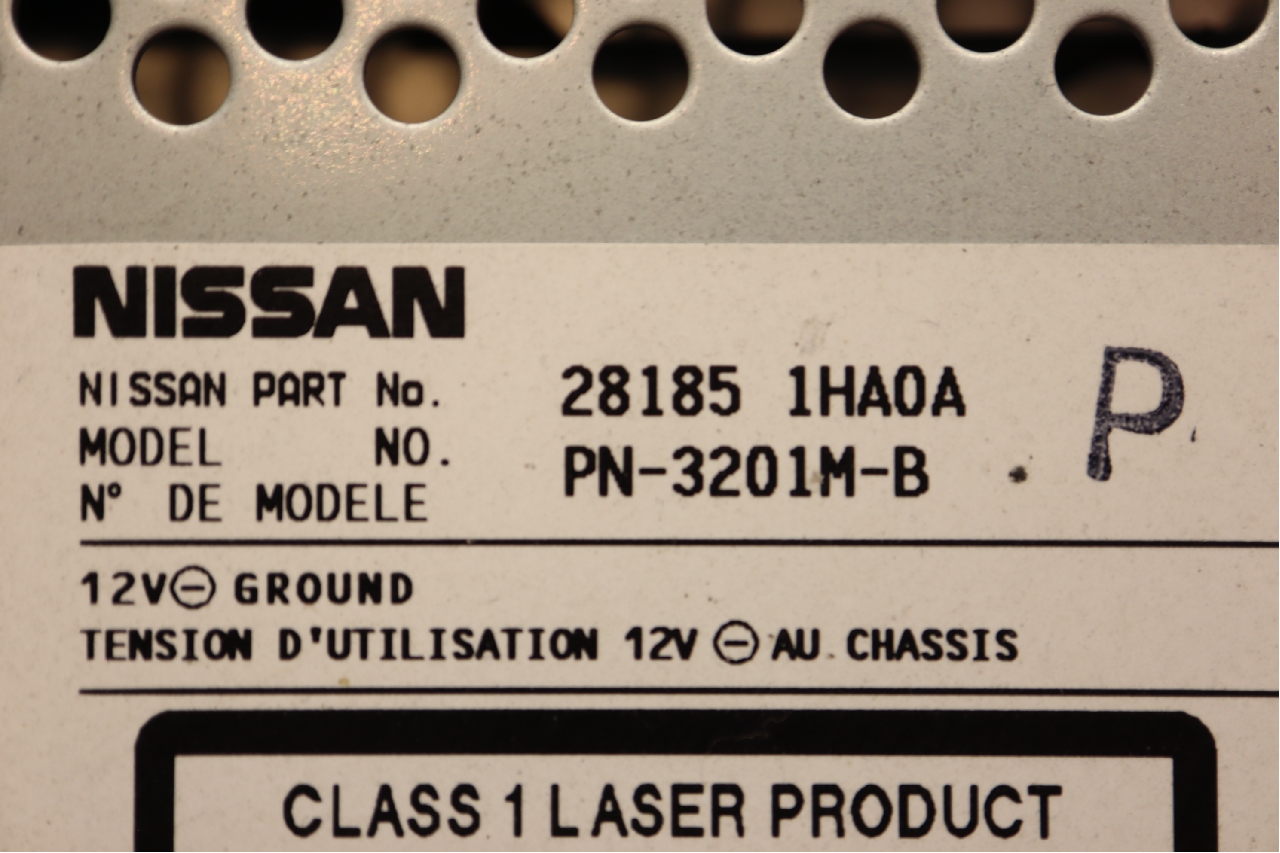 NISSAN
NISSAN PART No. 28185 1HA0A
MODEL NO. PN-3201M-B
N° DE MODELE
P
12V⊖ GROUND
TENSION D'UTILISATION 12V ⊖ AU CHASSIS
CLASS 1 LASER PRODUCT